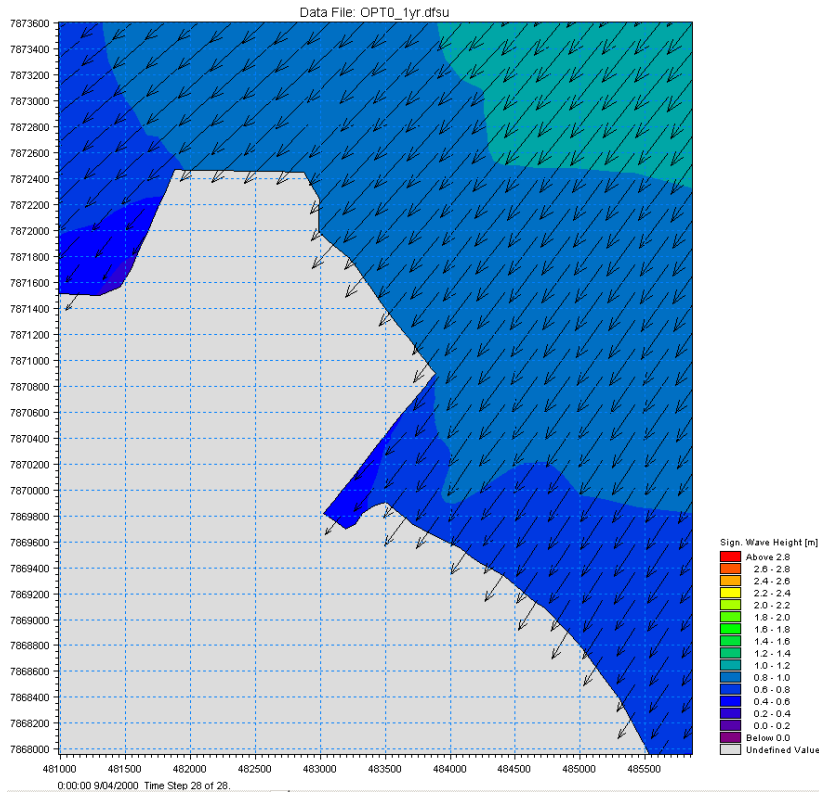 Data File: OPT0_1yr.dfsu
7873600
7873400
7873200
7873000
7872800
7872600
7872400
7872200
7872000
7871800
7871600
7871400
7871200
7871000
7870800
7870600
7870400
7870200
7870000
7869800
7869600
7869400
7869200
7869000
7868800
7868600
7868400
7868200
7868000
Sign. Wave Height [m]
Above 2.8
2.6 - 2.8
2.4 - 2.6
2.2 - 2.4
2.0 - 2.2
1.8 - 2.0
1.6 - 1.8
1.4 - 1.6
1.2 - 1.4
1.0 - 1.2
0.8 - 1.0
0.6 - 0.8
0.4 - 0.6
0.2 - 0.4
0.0 - 0.2
Below 0.0
Undefined Value
481000 481500 482000 482500 483000 483500 484000 484500 485000 485500
0:00:00 9/04/2000 Time Step 28 of 28.